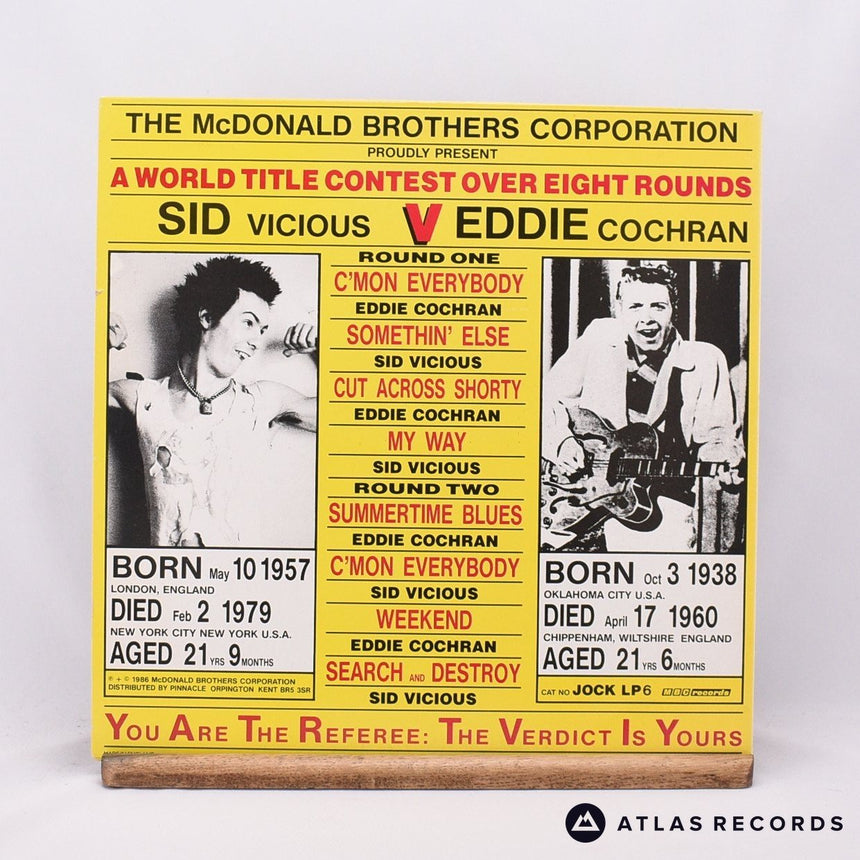 THE McDONALD BROTHERS CORPORATION
PROUDLY PRESENT
A WORLD TITLE CONTEST OVER EIGHT ROUNDS
SID VICIOUS V EDDIE COCHRAN
ROUND ONE
C'MON EVERYBODY
EDDIE COCHRAN
SOMETHIN' ELSE
SID VICIOUS
CUT ACROSS SHORTY
EDDIE COCHRAN
MY WAY
SID VICIOUS
ROUND TWO
SUMMERTIME BLUES
EDDIE COCHRAN
C'MON EVERYBODY
SID VICIOUS
WEEKEND
EDDIE COCHRAN
SEARCH AND DESTROY
SID VICIOUS
BORN May 10 1957
LONDON, ENGLAND
DIED Feb 2 1979
NEW YORK CITY NEW YORK U.S.A.
AGED 21 YRS 9 MONTHS
℗ + © 1986 McDONALD BROTHERS CORPORATION
DISTRIBUTED BY PINNACLE ORPINGTON KENT BR5 3SR
BORN Oct 3 1938
OKLAHOMA CITY U.S.A.
DIED April 17 1960
CHIPPENHAM, WILTSHIRE ENGLAND
AGED 21 YRS 6 MONTHS
CAT NO JOCK LP6 MBC records
YOU ARE THE REFEREE: THE VERDICT IS YOURS
ATLAS RECORDS